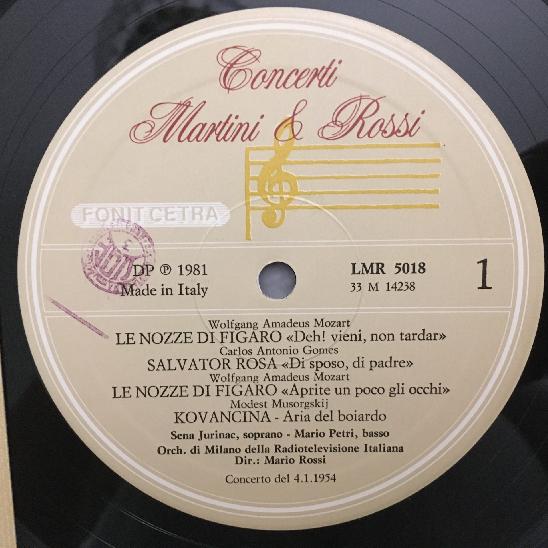 Concerti
Martini & Rossi
FONIT CETRA
DP ℗ 1981
Made in Italy
LMR 5018
33 M 14238
1
Wolfgang Amadeus Mozart
LE NOZZE DI FIGARO «Deh! vieni, non tardar»
Carlos Antonio Gomes
SALVATOR ROSA «Di sposo, di padre»
Wolfgang Amadeus Mozart
LE NOZZE DI FIGARO «Aprite un poco gli occhi»
Modest Musorgskij
KOVANCINA - Aria del boiardo
Sena Jurinac, soprano - Mario Petri, basso
Orch. di Milano della Radiotelevisione Italiana
Dir.: Mario Rossi
Concerto del 4.1.1954